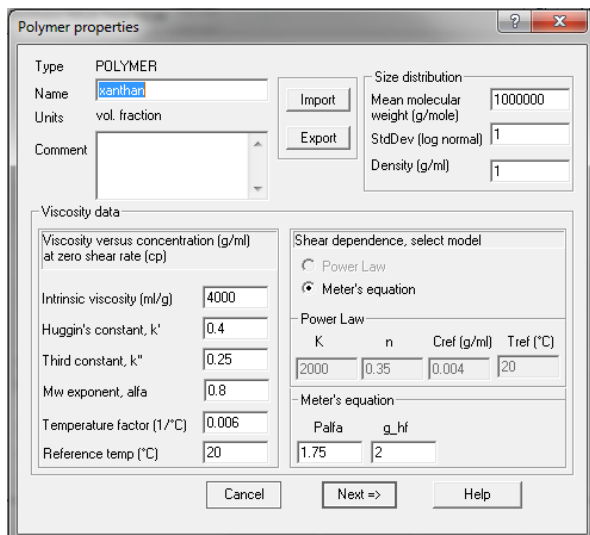 Polymer properties
Type POLYMER
Name xanthan
Units vol. fraction
Comment
Import
Export
Size distribution
Mean molecular weight (g/mole) 1000000
StdDev (log normal) 1
Density (g/ml) 1
Viscosity data
Viscosity versus concentration (g/ml)
at zero shear rate (cp)
Intrinsic viscosity (ml/g) 4000
Huggin's constant, k' 0.4
Third constant, k" 0.25
Mw exponent, alfa 0.8
Temperature factor (1/°C) 0.006
Reference temp (°C) 20
Shear dependence, select model
Power Law
Meter's equation
Power Law
K n Cref (g/ml) Tref (°C)
2000 0.35 0.004 20
Meter's equation
Palfa g_hf
1.75 2
Cancel Next => Help